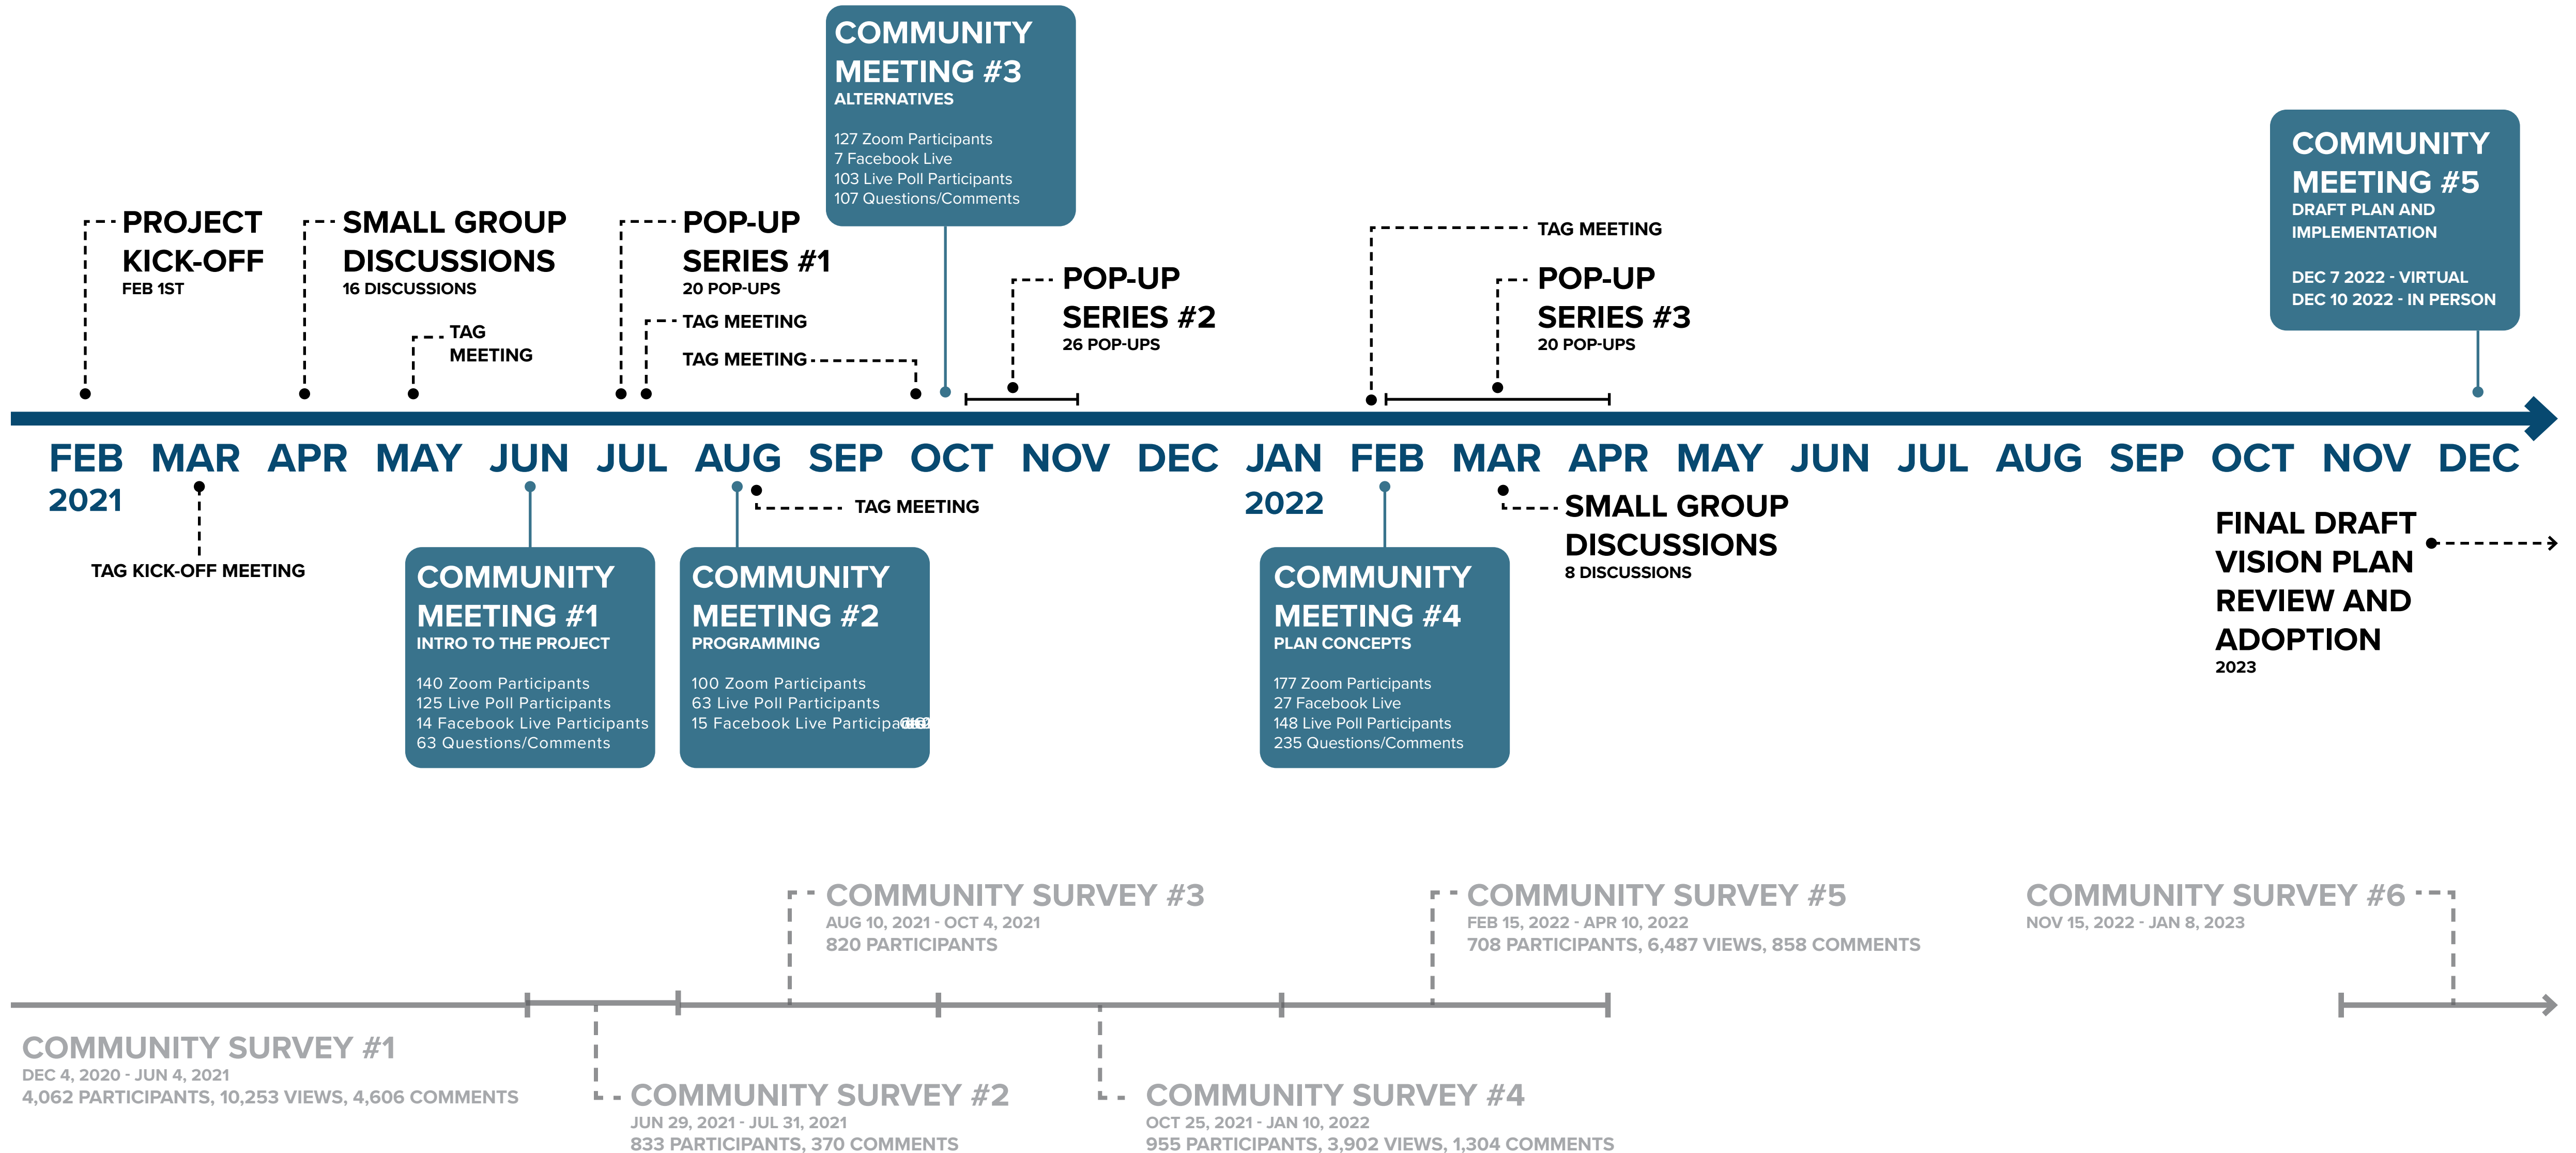 COMMUNITY
MEETING #3
ALTERNATIVES
127 Zoom Participants
7 Facebook Live
103 Live Poll Participants
107 Questions/Comments
COMMUNITY
MEETING #5
DRAFT PLAN AND
IMPLEMENTATION
DEC 7 2022 - VIRTUAL
DEC 10 2022 - IN PERSON
PROJECT
KICK-OFF
FEB 1ST
SMALL GROUP
DISCUSSIONS
16 DISCUSSIONS
TAG
MEETING
POP-UP
SERIES #1
20 POP-UPS
TAG MEETING
TAG MEETING
POP-UP
SERIES #2
26 POP-UPS
TAG MEETING
POP-UP
SERIES #3
20 POP-UPS
FEB MAR APR MAY JUN JUL AUG SEP OCT NOV DEC JAN FEB MAR APR MAY JUN JUL AUG SEP OCT NOV DEC
2021 2022
TAG KICK-OFF MEETING
COMMUNITY
MEETING #1
INTRO TO THE PROJECT
140 Zoom Participants
125 Live Poll Participants
14 Facebook Live Participants
63 Questions/Comments
TAG MEETING
COMMUNITY
MEETING #2
PROGRAMMING
100 Zoom Participants
63 Live Poll Participants
15 Facebook Live
COMMUNITY
MEETING #4
PLAN CONCEPTS
177 Zoom Participants
27 Facebook Live
148 Live Poll Participants
235 Questions/Comments
SMALL GROUP
DISCUSSIONS
8 DISCUSSIONS
FINAL DRAFT
VISION PLAN
REVIEW AND
ADOPTION
2023
COMMUNITY SURVEY #3
AUG 10, 2021 - OCT 4, 2021
820 PARTICIPANTS
COMMUNITY SURVEY #5
FEB 15, 2022 - APR 10, 2022
708 PARTICIPANTS, 6,487 VIEWS, 858 COMMENTS
COMMUNITY SURVEY #6
NOV 15, 2022 - JAN 8, 2023
COMMUNITY SURVEY #1
DEC 4, 2020 - JUN 4, 2021
4,062 PARTICIPANTS, 10,253 VIEWS, 4,606 COMMENTS
COMMUNITY SURVEY #2
JUN 29, 2021 - JUL 31, 2021
833 PARTICIPANTS, 370 COMMENTS
COMMUNITY SURVEY #4
OCT 25, 2021 - JAN 10, 2022
955 PARTICIPANTS, 3,902 VIEWS, 1,304 COMMENTS